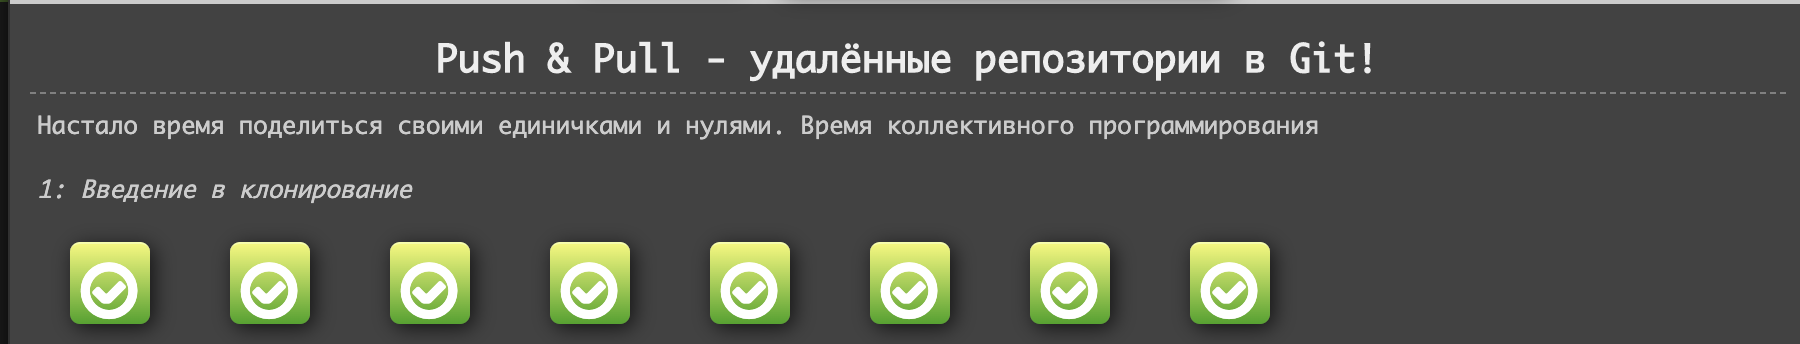 Push & Pull - удалённые репозитории в Git!
Настало время поделиться своими единичками и нулями. Время коллективного программирования
1: Введение в клонирование